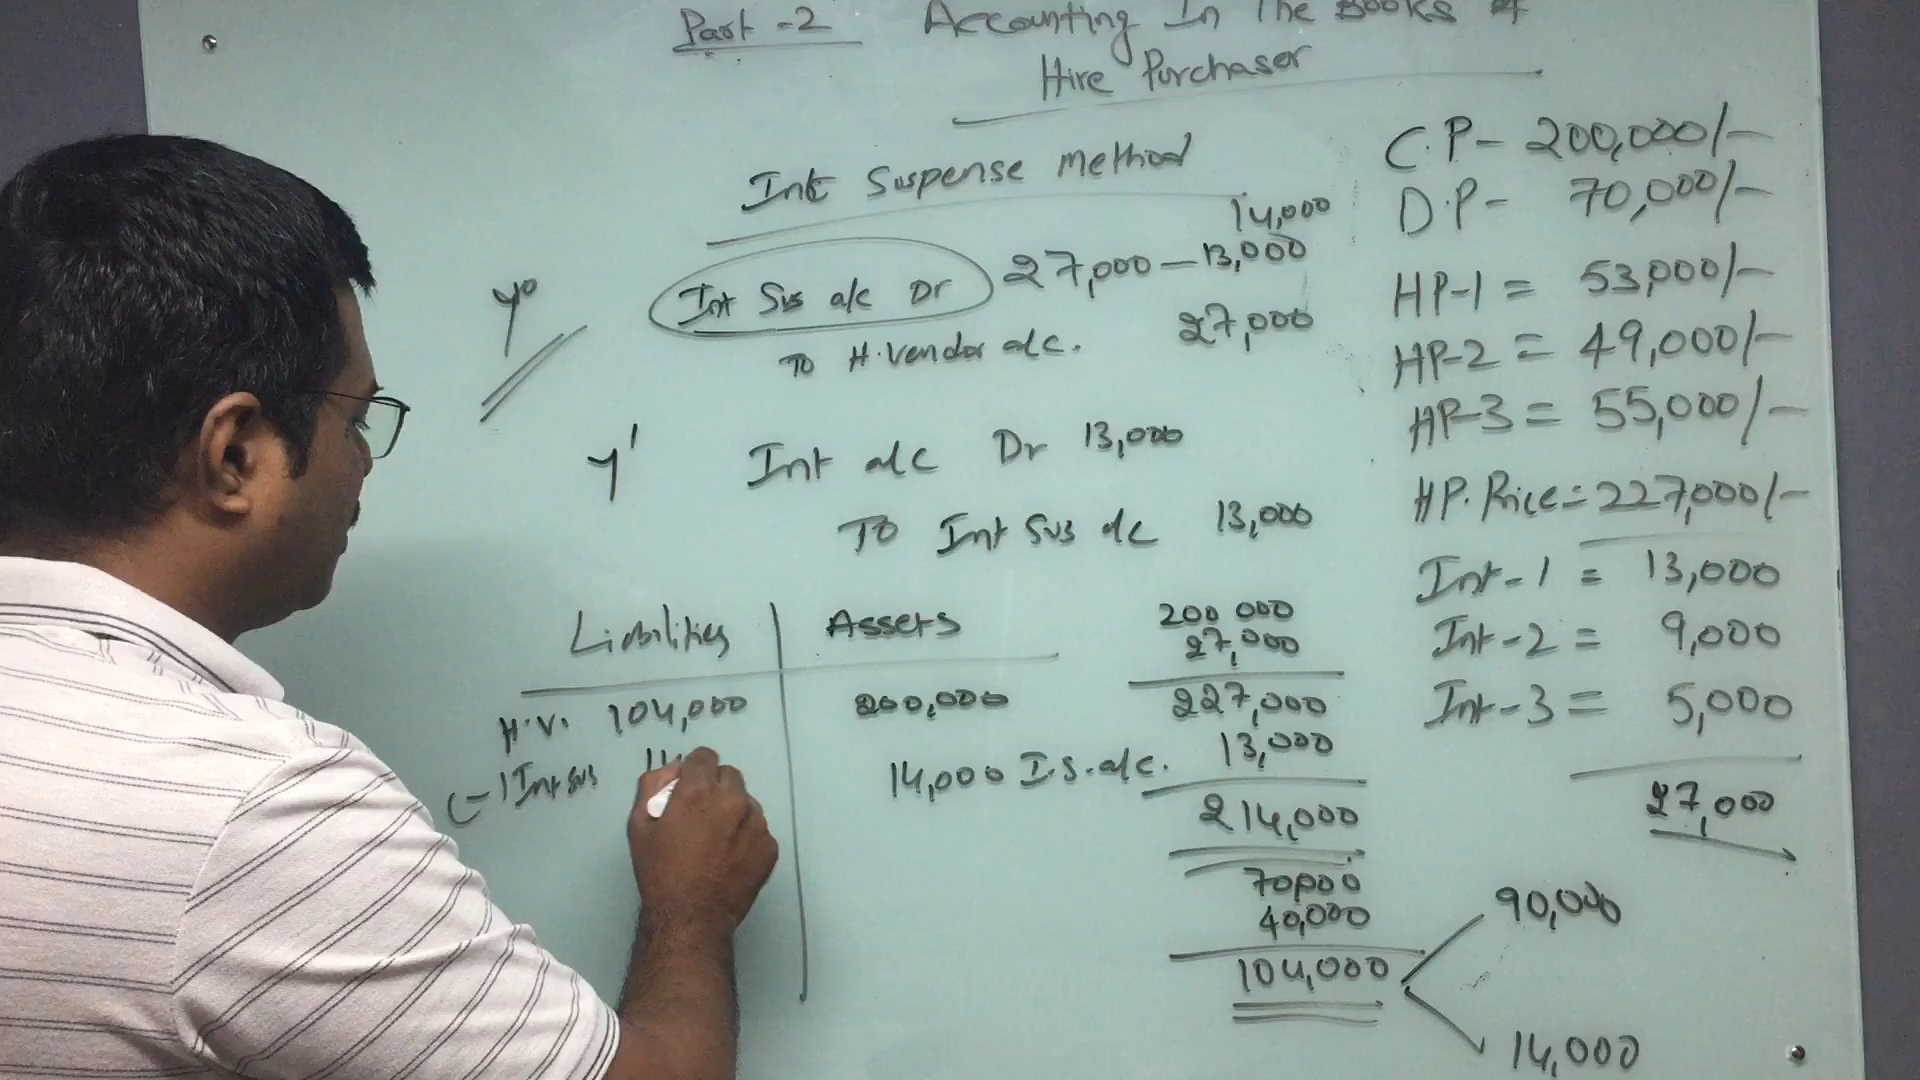 Part-2 Accounting In The Books of
Hire Purchaser
Int Suspense Method
14,000
Y⁰ Int Sus a/c Dr 27,000 — 13,000
To H.Vendor a/c. 27,000
Y¹ Int a/c Dr 13,000
To Int Sus a/c 13,000
Liabilities Assets
H.V. 104,000 200,000
(-) Int Sus 14 14,000 I.S. a/c.
200 000
27,000
227,000
13,000
214,000
70,000
40,000
104,000
90,000
14,000
C.P- 200,000/-
D.P- 70,000/-
HP-1 = 53,000/-
HP-2 = 49,000/-
HP-3 = 55,000/-
HP. Price = 227,000/-
Int-1 = 13,000
Int-2 = 9,000
Int-3 = 5,000
27,000